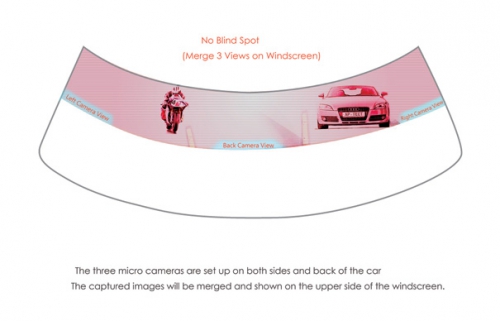 No Blind Spot
(Merge 3 Views on Windscreen)
Left Camera View
Right Camera View
Back Camera View
The three micro cameras are set up on both sides and back of the car
The captured images will be merged and shown on the upper side of the windscreen.